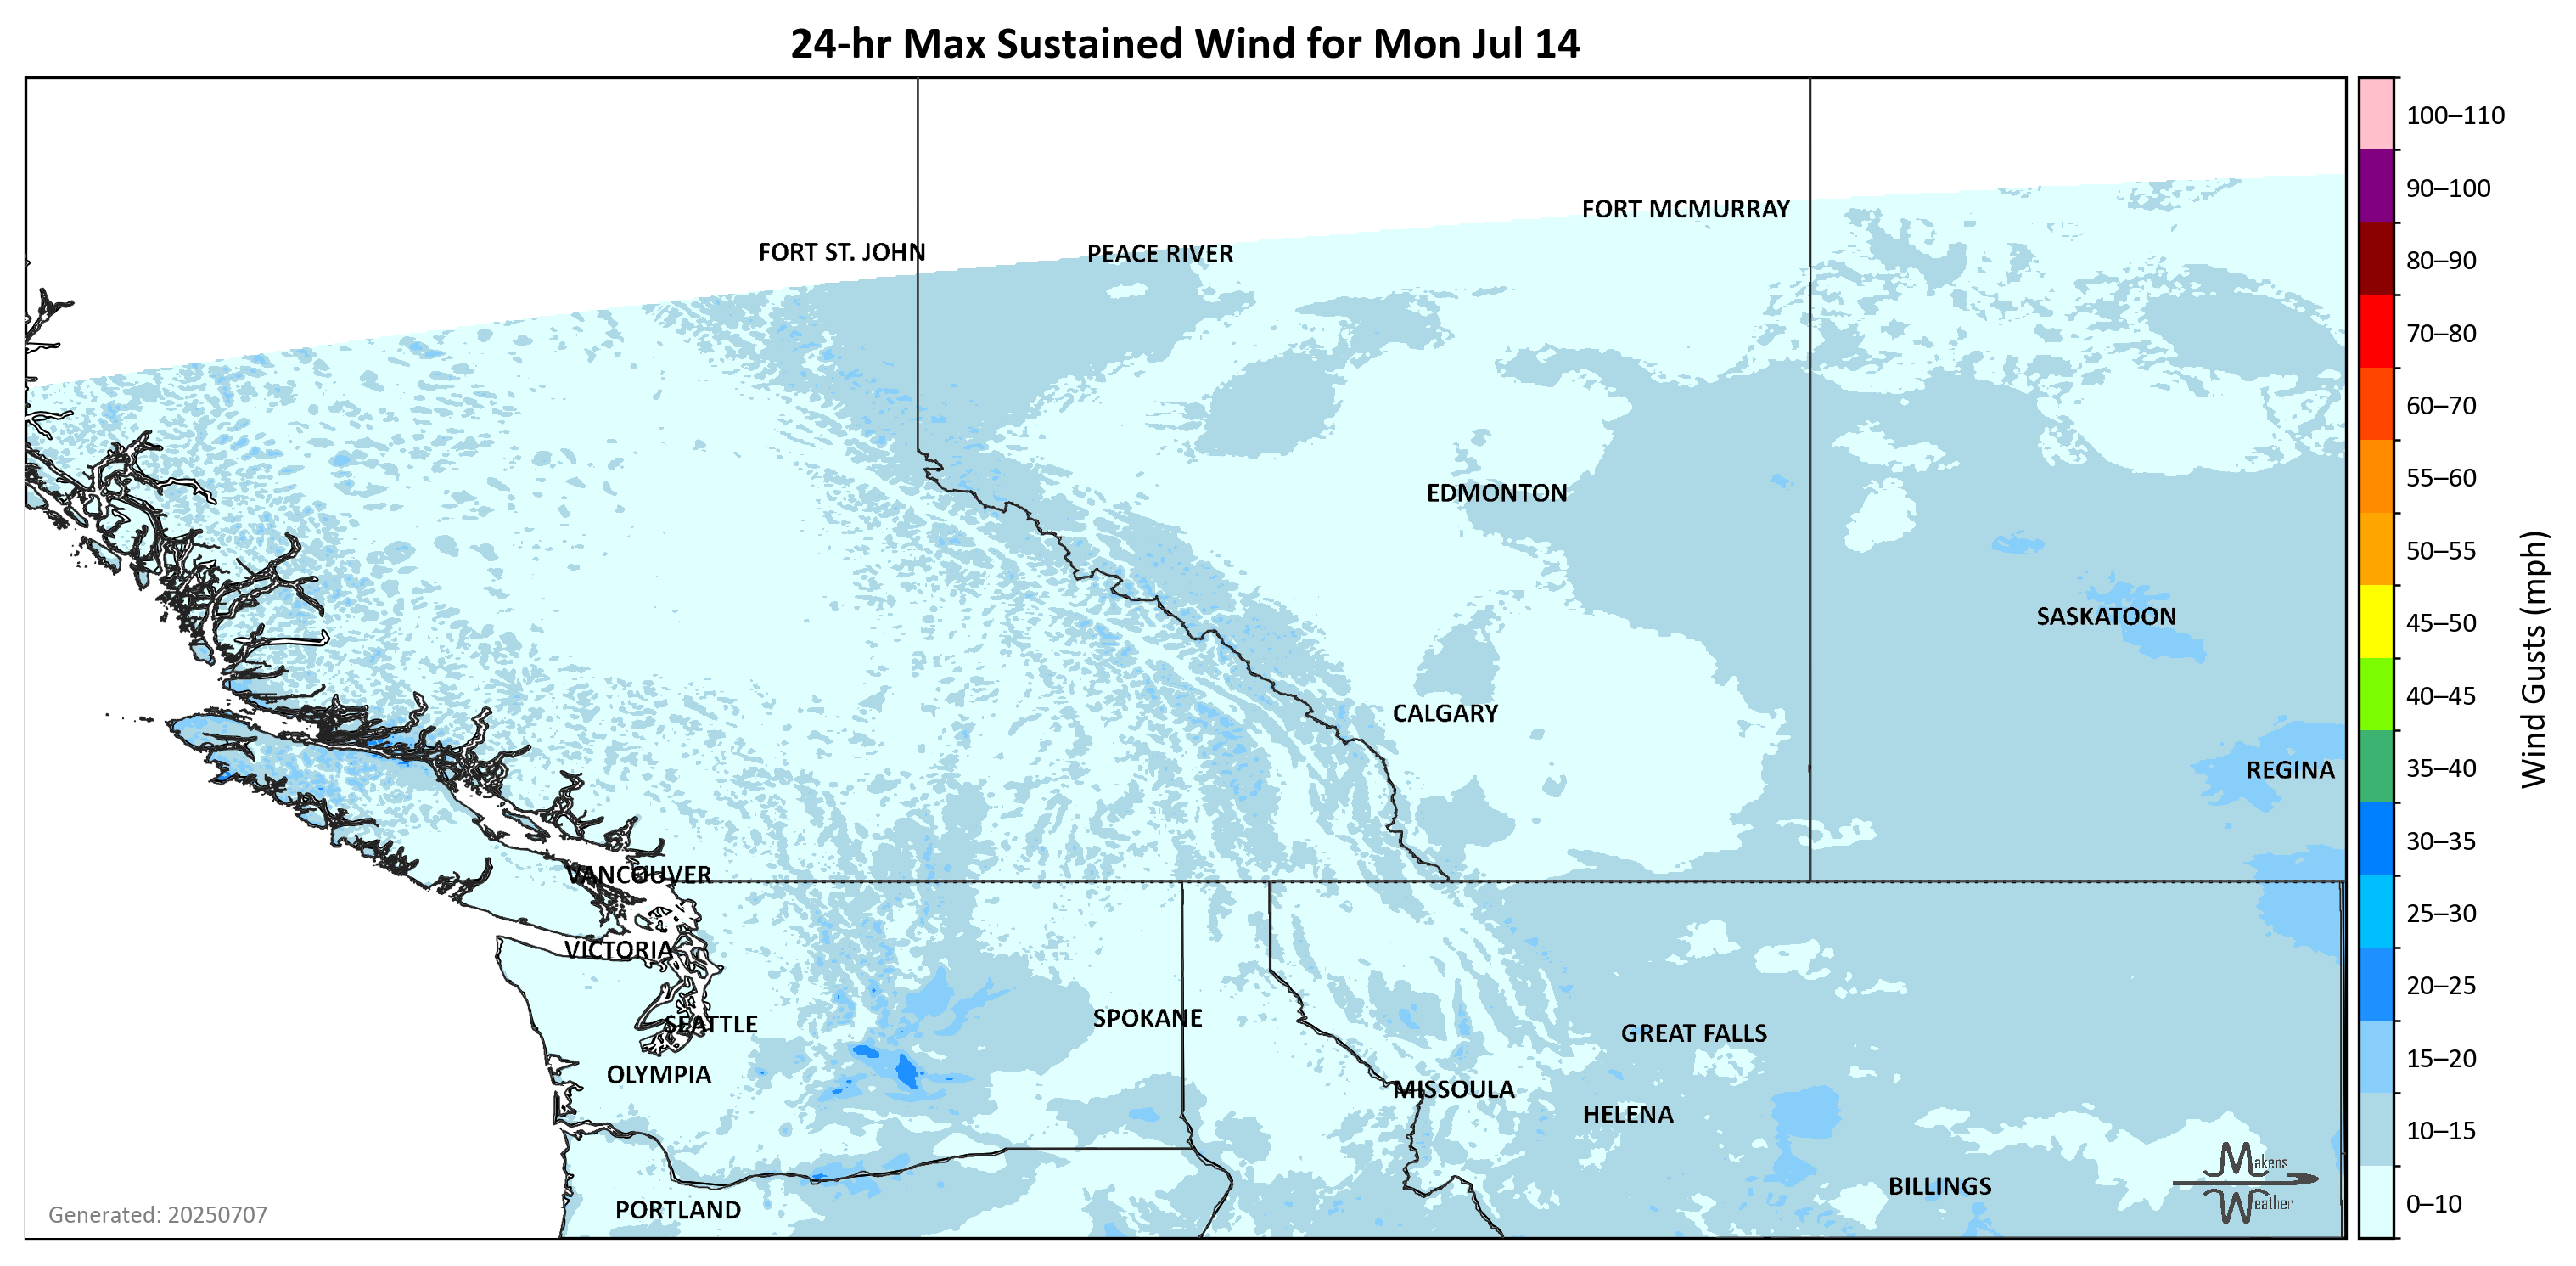 24-hr Max Sustained Wind for Mon Jul 14
100–110
90–100
80–90
70–80
60–70
55–60
50–55
45–50
40–45
35–40
30–35
25–30
20–25
15–20
10–15
0–10
Wind Gusts (mph)
FORT MCMURRAY
FORT ST. JOHN
PEACE RIVER
EDMONTON
SASKATOON
CALGARY
REGINA
VANCOUVER
VICTORIA
SEATTLE
SPOKANE
GREAT FALLS
OLYMPIA
MISSOULA
HELENA
BILLINGS
PORTLAND
Makens
Weather
Generated: 20250707